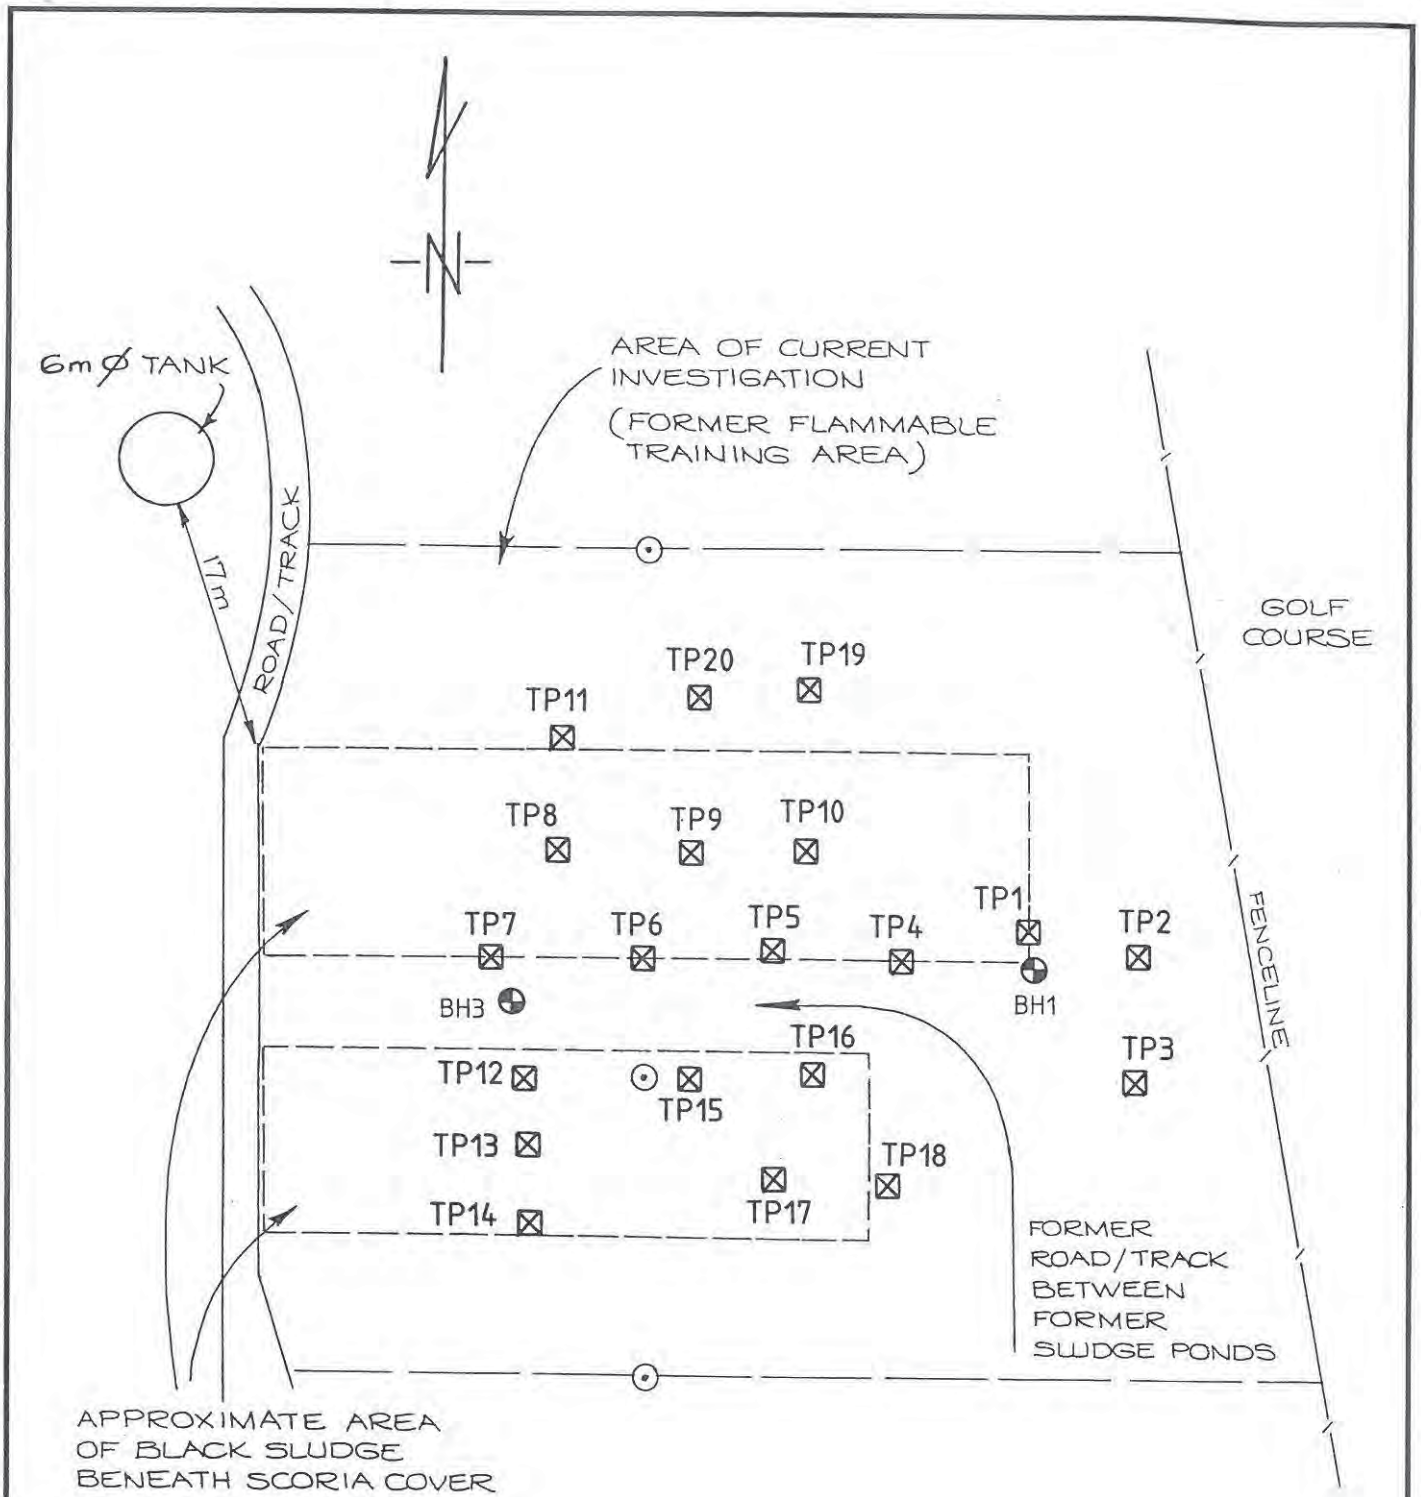 N
6m Ø TANK
AREA OF CURRENT
INVESTIGATION
(FORMER FLAMMABLE
TRAINING AREA)
17m
ROAD/TRACK
GOLF
COURSE
TP20
TP19
TP11
TP8
TP9
TP10
TP7
TP6
TP5
TP4
TP1
TP2
FENCELINE
BH3
BH1
TP16
TP3
TP12
TP15
TP13
TP18
TP14
TP17
FORMER
ROAD/TRACK
BETWEEN
FORMER
SLUDGE PONDS
APPROXIMATE AREA
OF BLACK SLUDGE
BENEATH SCORIA COVER